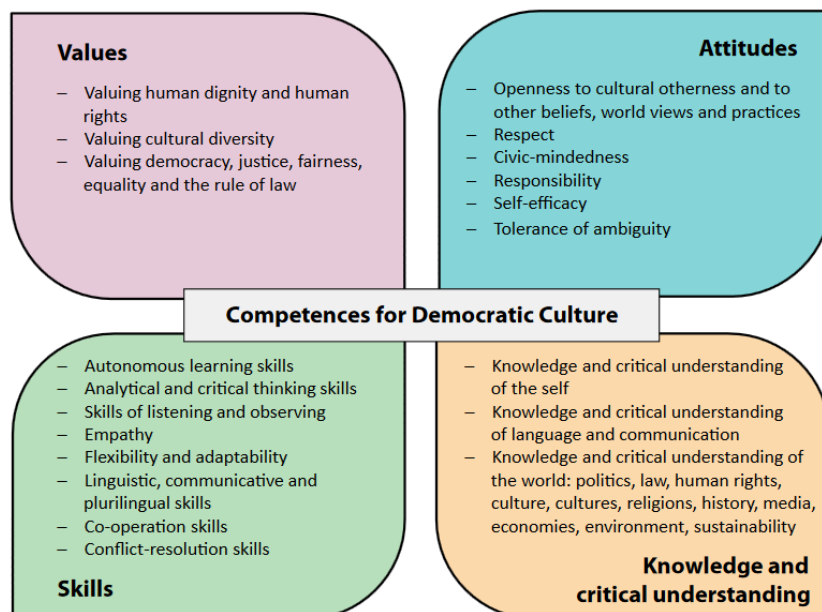 Values
– Valuing human dignity and human
rights
– Valuing cultural diversity
– Valuing democracy, justice, fairness,
equality and the rule of law
Attitudes
– Openness to cultural otherness and to
other beliefs, world views and practices
– Respect
– Civic-mindedness
– Responsibility
– Self-efficacy
– Tolerance of ambiguity
Competences for Democratic Culture
– Autonomous learning skills
– Analytical and critical thinking skills
– Skills of listening and observing
– Empathy
– Flexibility and adaptability
– Linguistic, communicative and
plurilingual skills
– Co-operation skills
– Conflict-resolution skills
Skills
– Knowledge and critical understanding
of the self
– Knowledge and critical understanding
of language and communication
– Knowledge and critical understanding of
the world: politics, law, human rights,
culture, cultures, religions, history, media,
economies, environment, sustainability
Knowledge and
critical understanding